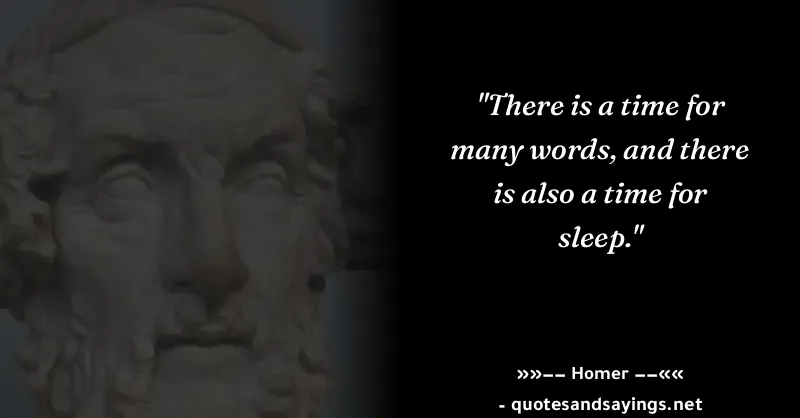 "There is a time for
many words, and there
is also a time for
sleep."
»»—— Homer ——««
- quotesandsayings.net